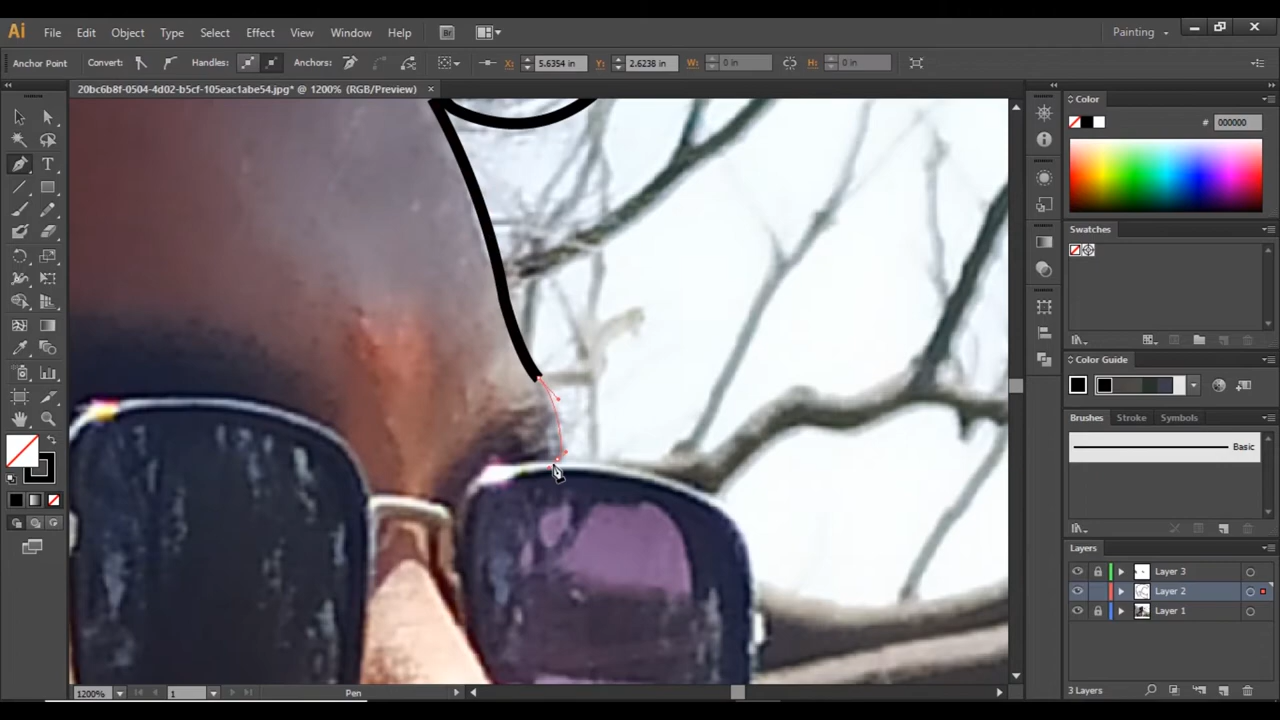 Ai File Edit Object Type Select Effect View Window Help Br Painting
Anchor Point Convert: Handles: Anchors: X: 5.6354 in Y: 2.6238 in W: 0 in H: 0 in
20bc6b8f-0504-4d02-b5cf-105eac1abe54.jpg* @ 1200% (RGB/Preview)
Color
# 000000
Swatches
Color Guide
Brushes Stroke Symbols
Basic
Layers
Layer 3
Layer 2
Layer 1
3 Layers
1200% 1 Pen